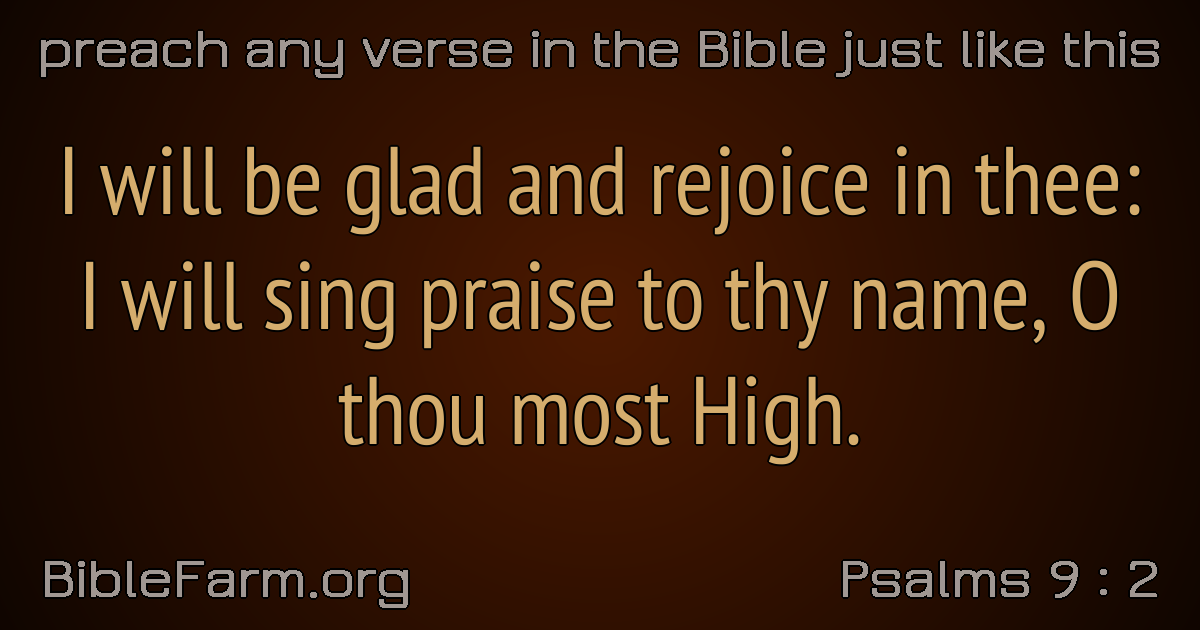 preach any verse in the Bible just like this
I will be glad and rejoice in thee:
I will sing praise to thy name, O
thou most High.
BibleFarm.org
Psalms 9 : 2